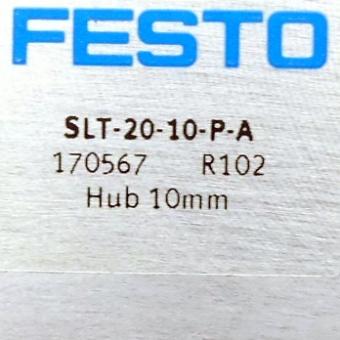 FESTO
SLT-20-10-P-A
170567 R102
Hub 10mm